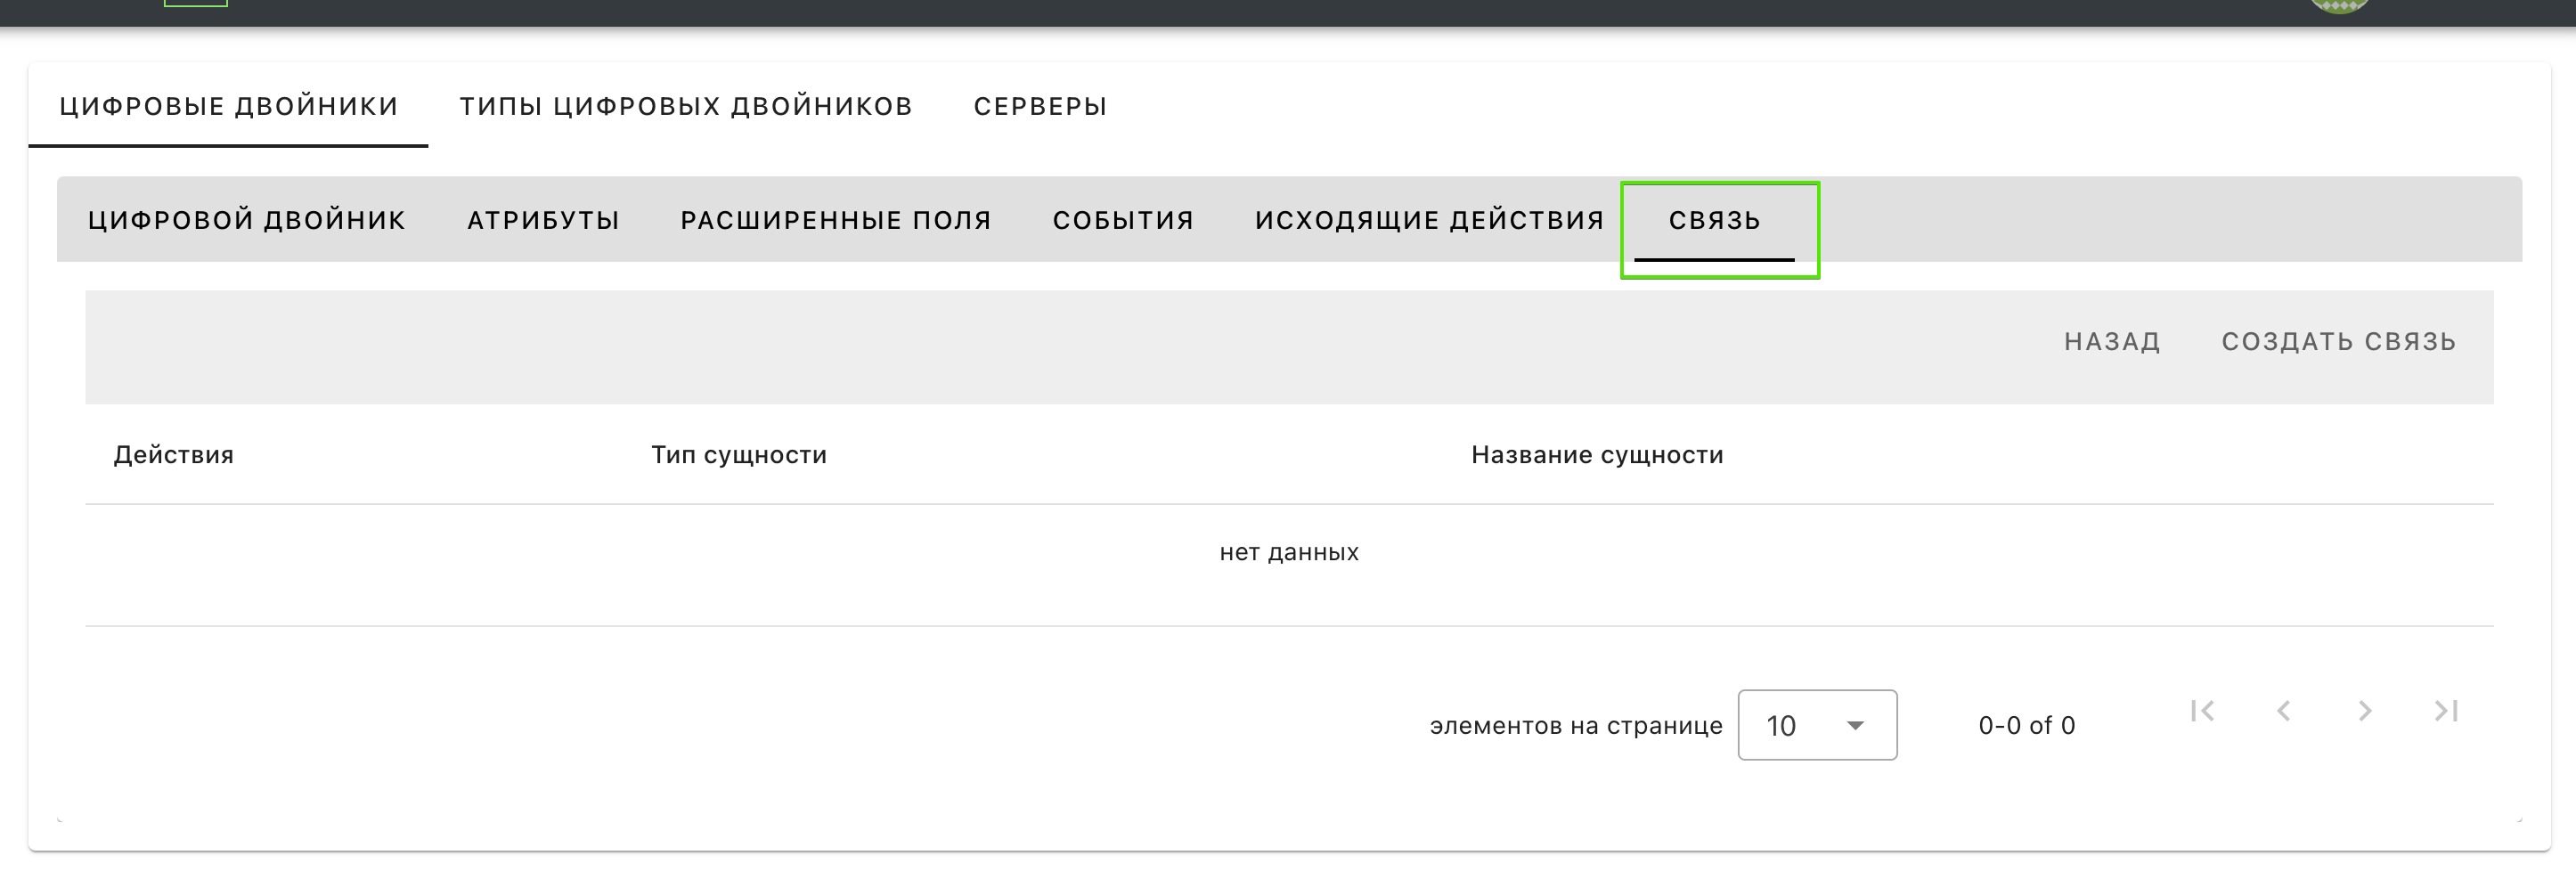 ЦИФРОВЫЕ ДВОЙНИКИ ТИПЫ ЦИФРОВЫХ ДВОЙНИКОВ СЕРВЕРЫ
ЦИФРОВОЙ ДВОЙНИК АТРИБУТЫ РАСШИРЕННЫЕ ПОЛЯ СОБЫТИЯ ИСХОДЯЩИЕ ДЕЙСТВИЯ СВЯЗЬ
НАЗАД СОЗДАТЬ СВЯЗЬ
Действия Тип сущности Название сущности
нет данных
элементов на странице 10 0-0 of 0